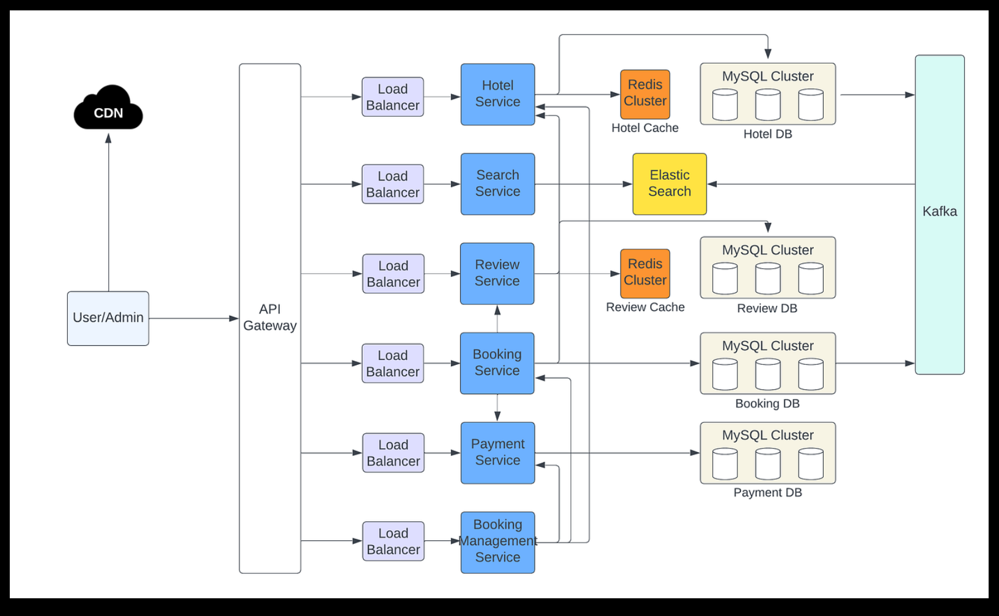 CDN
User/Admin
API
Gateway
Load
Balancer
Hotel
Service
Redis
Cluster
Hotel Cache
MySQL Cluster
Hotel DB
Load
Balancer
Search
Service
Elastic
Search
Kafka
Load
Balancer
Review
Service
Redis
Cluster
Review Cache
MySQL Cluster
Review DB
Load
Balancer
Booking
Service
MySQL Cluster
Booking DB
Load
Balancer
Payment
Service
MySQL Cluster
Payment DB
Load
Balancer
Booking
Management
Service